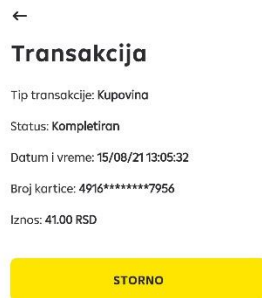 Transakcija
Tip transakcije: Kupovina
Status: Kompletiran
Datum i vreme: 15/08/21 13:05:32
Broj kartice: 4916********7956
Iznos: 41.00 RSD
STORNO